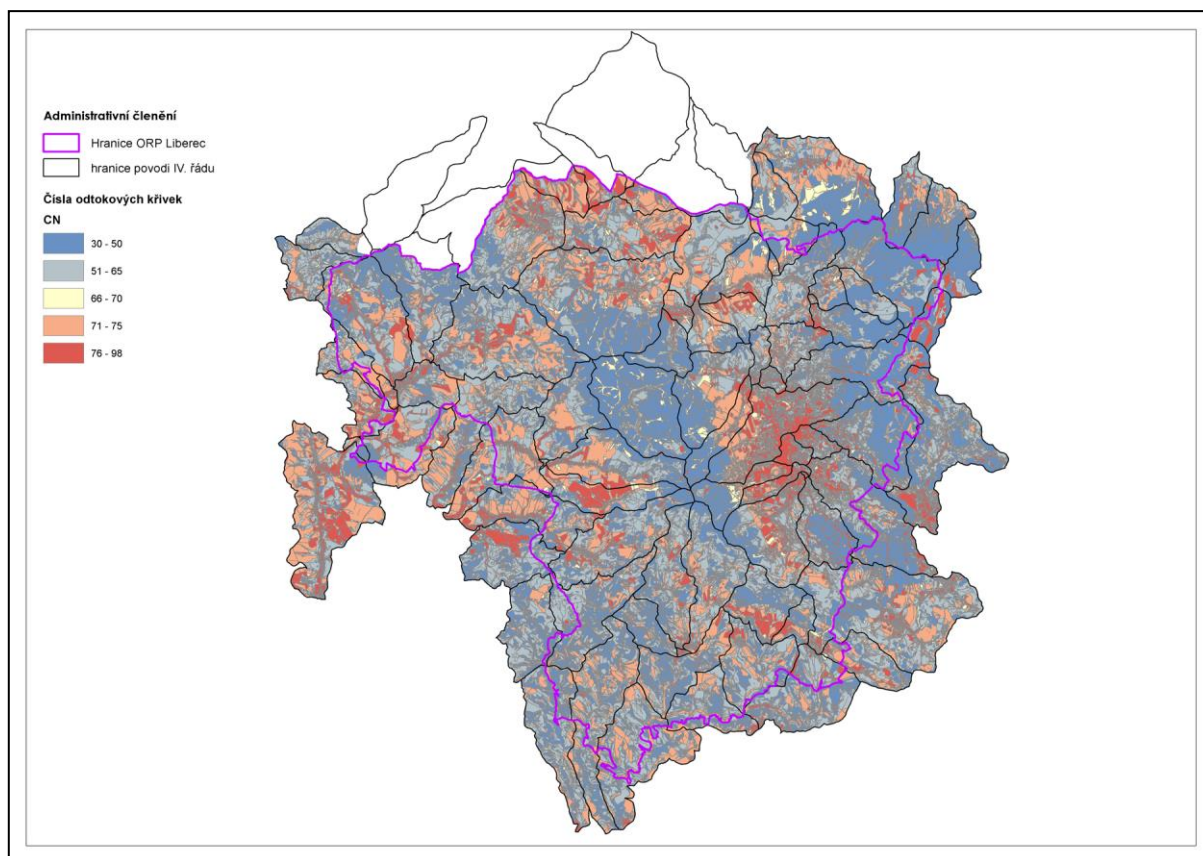 Administrativní členění
Hranice ORP Liberec
hranice povodi IV. řádu
Čísla odtokových křivek
CN
30 - 50
51 - 65
66 - 70
71 - 75
76 - 98